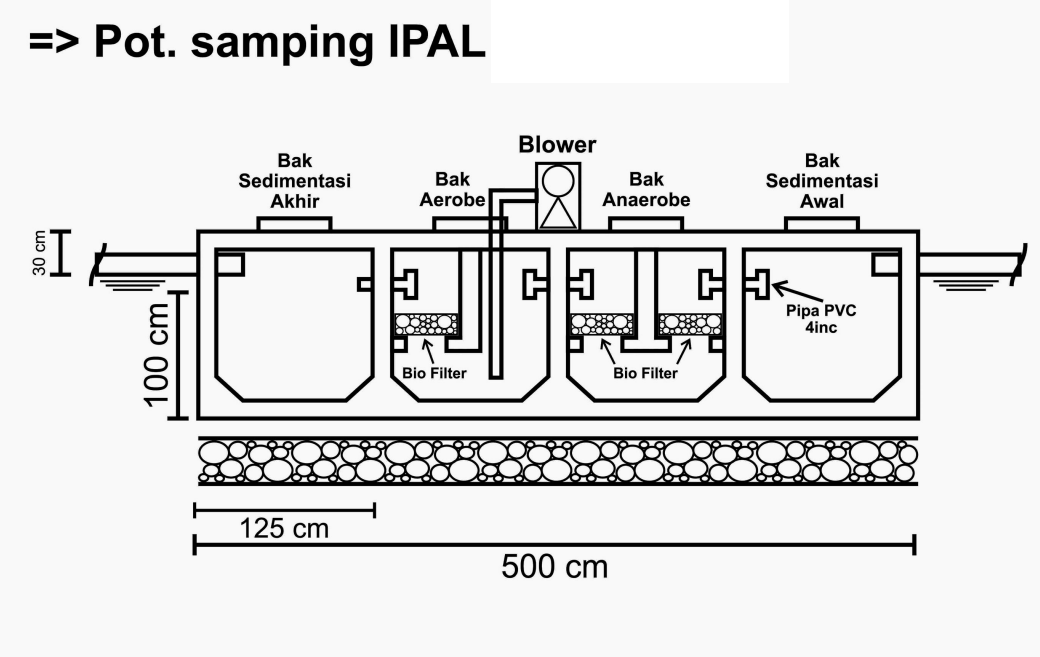 => Pot. samping IPAL
Blower
Bak
Sedimentasi
Akhir
Bak
Aerobe
Bak
Anaerobe
Bak
Sedimentasi
Awal
30 cm
100 cm
Bio Filter
Bio Filter
Pipa PVC
4inc
125 cm
500 cm